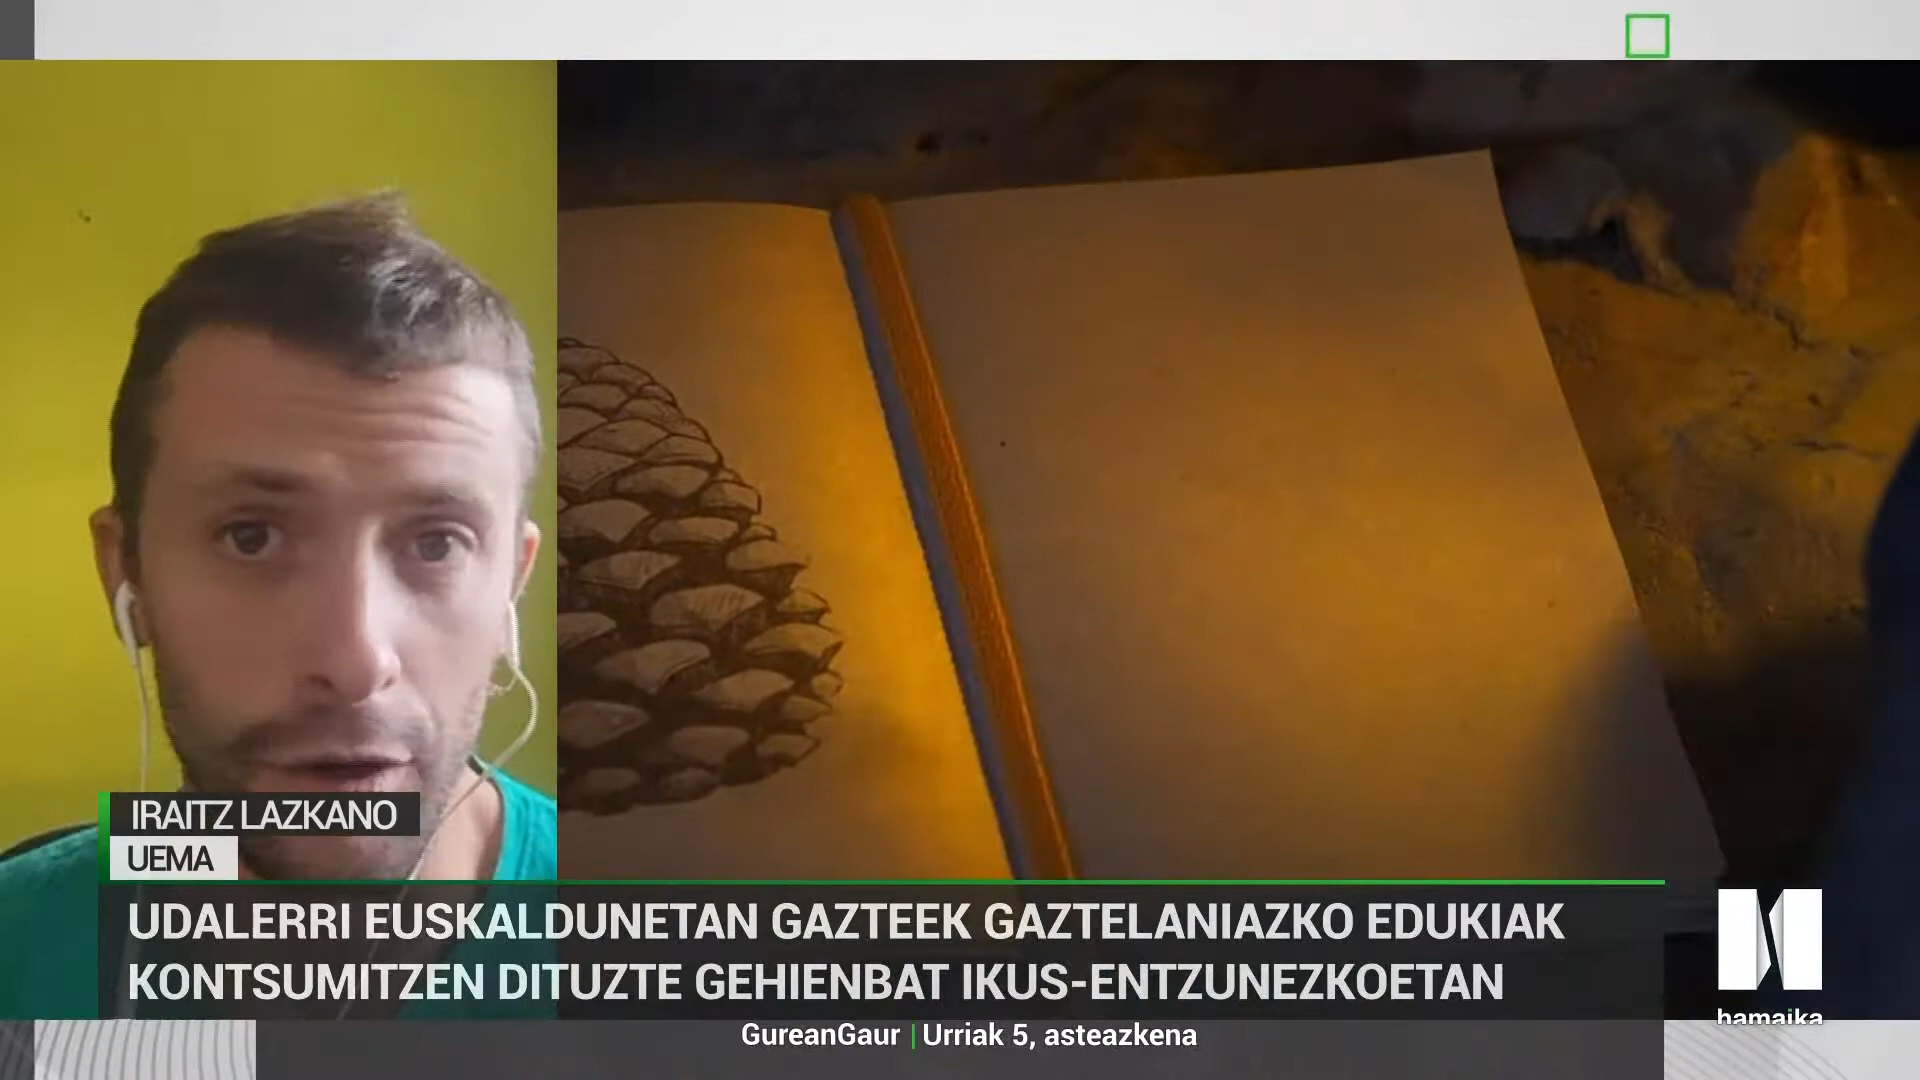 IRAITZ LAZKANO
UEMA
UDALERRI EUSKALDUNETAN GAZTEEK GAZTELANIAZKO EDUKIAK
KONTSUMITZEN DITUZTE GEHIENBAT IKUS-ENTZUNEZKOETAN
hamaika
GureanGaur | Urriak 5, asteazkena